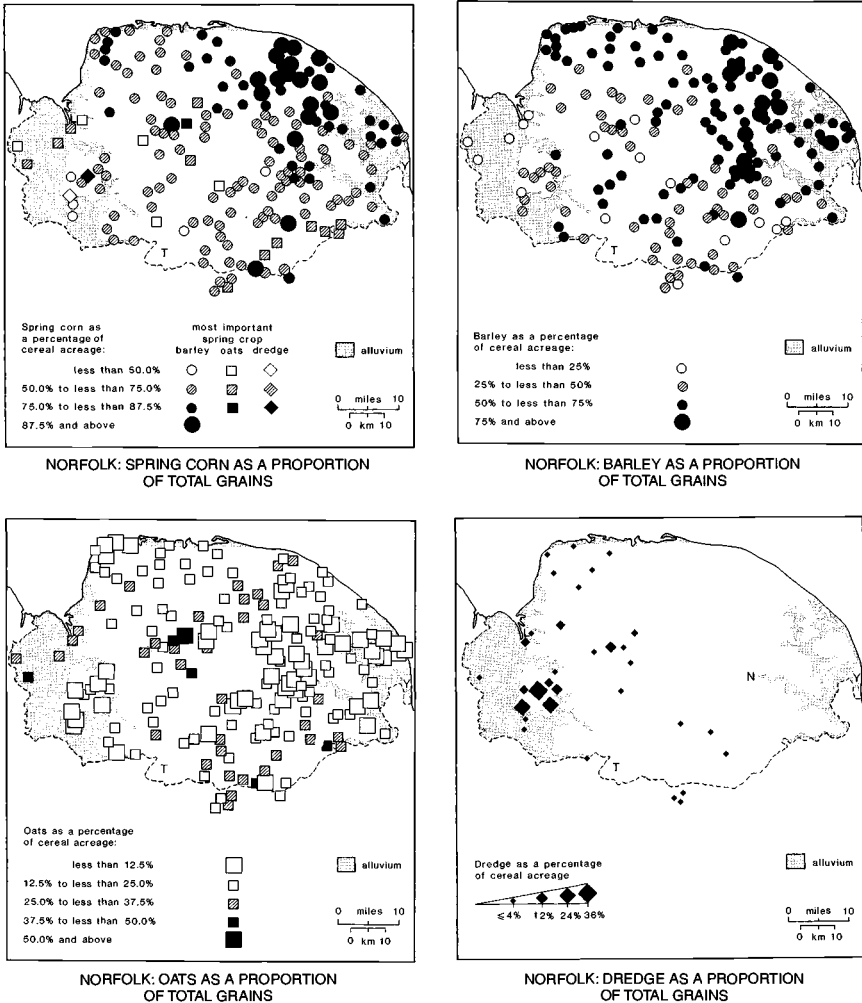 T
Spring corn as
a percentage of
cereal acreage:
most important
spring crop
barley oats dredge
less than 50.0%
50.0% to less than 75.0%
75.0% to less than 87.5%
87.5% and above
alluvium
0 miles 10
0 km 10
NORFOLK: SPRING CORN AS A PROPORTION
OF TOTAL GRAINS
T
Barley as a percentage
of cereal acreage:
less than 25%
25% to less than 50%
50% to less than 75%
75% and above
alluvium
0 miles 10
0 km 10
NORFOLK: BARLEY AS A PROPORTION
OF TOTAL GRAINS
T
Oats as a percentage
of cereal acreage:
less than 12.5%
12.5% to less than 25.0%
25.0% to less than 37.5%
37.5% to less than 50.0%
50.0% and above
alluvium
0 miles 10
0 km 10
NORFOLK: OATS AS A PROPORTION
OF TOTAL GRAINS
N
T
Dredge as a percentage
of cereal acreage
≤4% 12% 24% 36%
alluvium
0 miles 10
0 km 10
NORFOLK: DREDGE AS A PROPORTION
OF TOTAL GRAINS